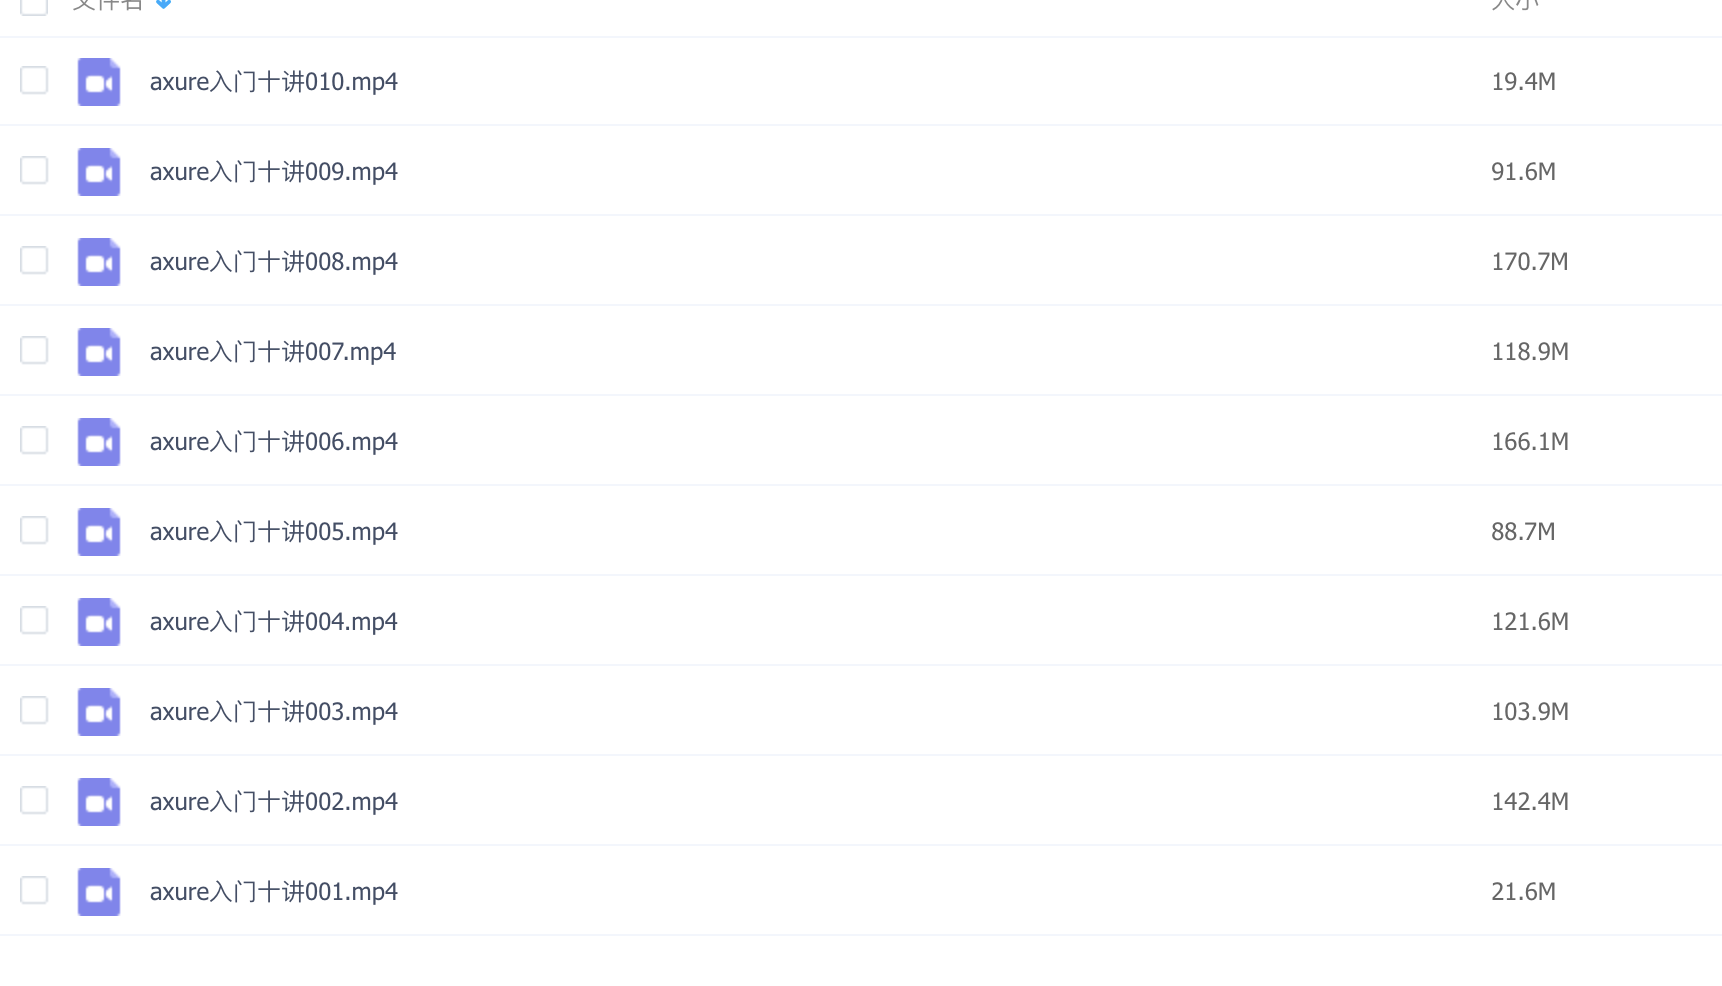 文件名 大小
axure入门十讲010.mp4 19.4M
axure入门十讲009.mp4 91.6M
axure入门十讲008.mp4 170.7M
axure入门十讲007.mp4 118.9M
axure入门十讲006.mp4 166.1M
axure入门十讲005.mp4 88.7M
axure入门十讲004.mp4 121.6M
axure入门十讲003.mp4 103.9M
axure入门十讲002.mp4 142.4M
axure入门十讲001.mp4 21.6M